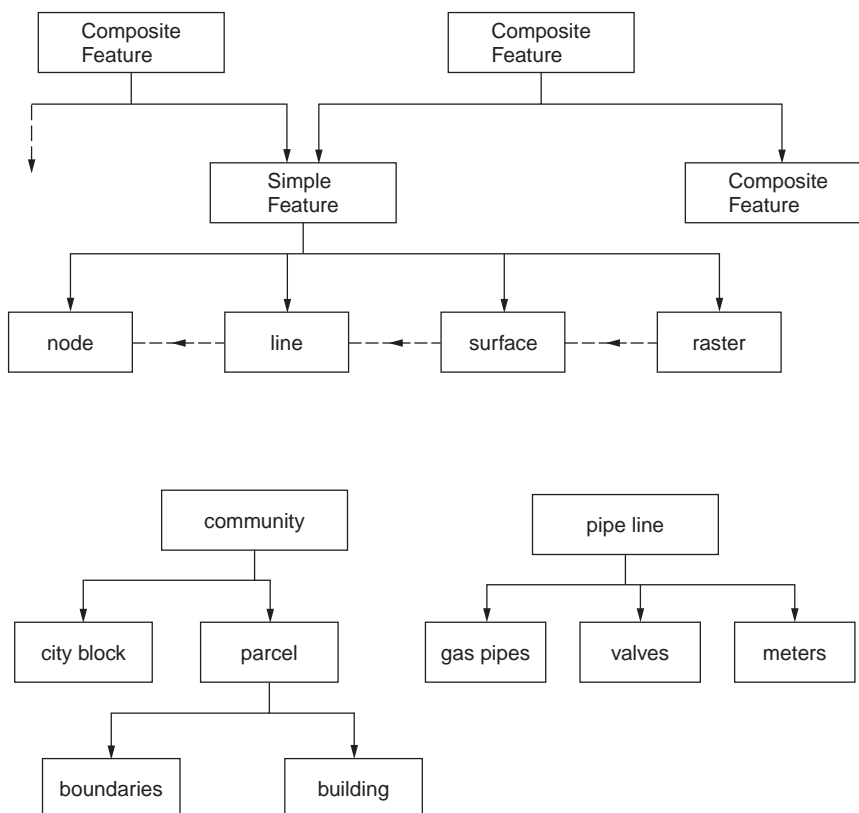 Composite
Feature
Composite
Feature
Simple
Feature
Composite
Feature
node
line
surface
raster
community
pipe line
city block
parcel
gas pipes
valves
meters
boundaries
building